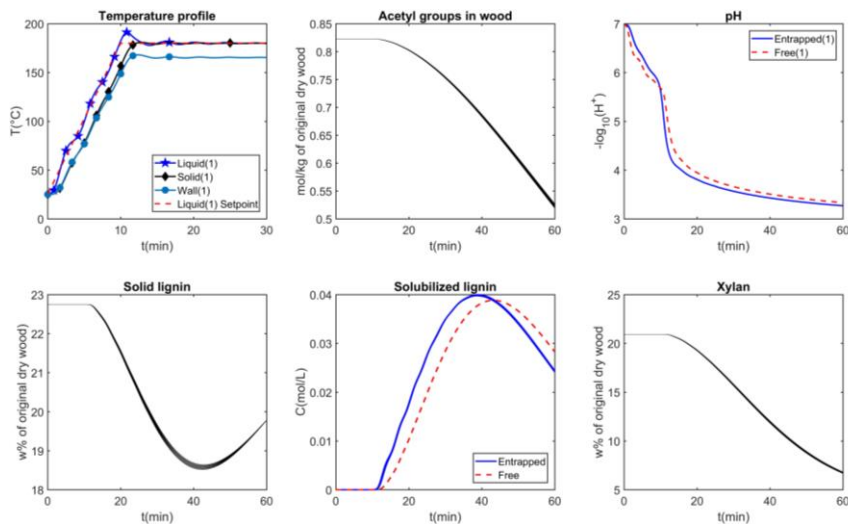 Temperature profile
200
150
100
50
0
0 10 20 30
T(°C)
t(min)
Liquid(1)
Solid(1)
Wall(1)
Liquid(1) Setpoint
Acetyl groups in wood
0.85
0.8
0.75
0.7
0.65
0.6
0.55
0.5
0 20 40 60
mol/kg of original dry wood
t(min)
pH
7
6
5
4
3
0 20 40 60
-log10(H+)
t(min)
Entrapped(1)
Free(1)
Solid lignin
23
22
21
20
19
18
0 20 40 60
w% of original dry wood)
t(min)
Solubilized lignin
0.04
0.03
0.02
0.01
0
0 20 40 60
C(mol/L)
t(min)
Entrapped
Free
Xylan
25
20
15
10
5
0 20 40 60
w% of original dry wood)
t(min)